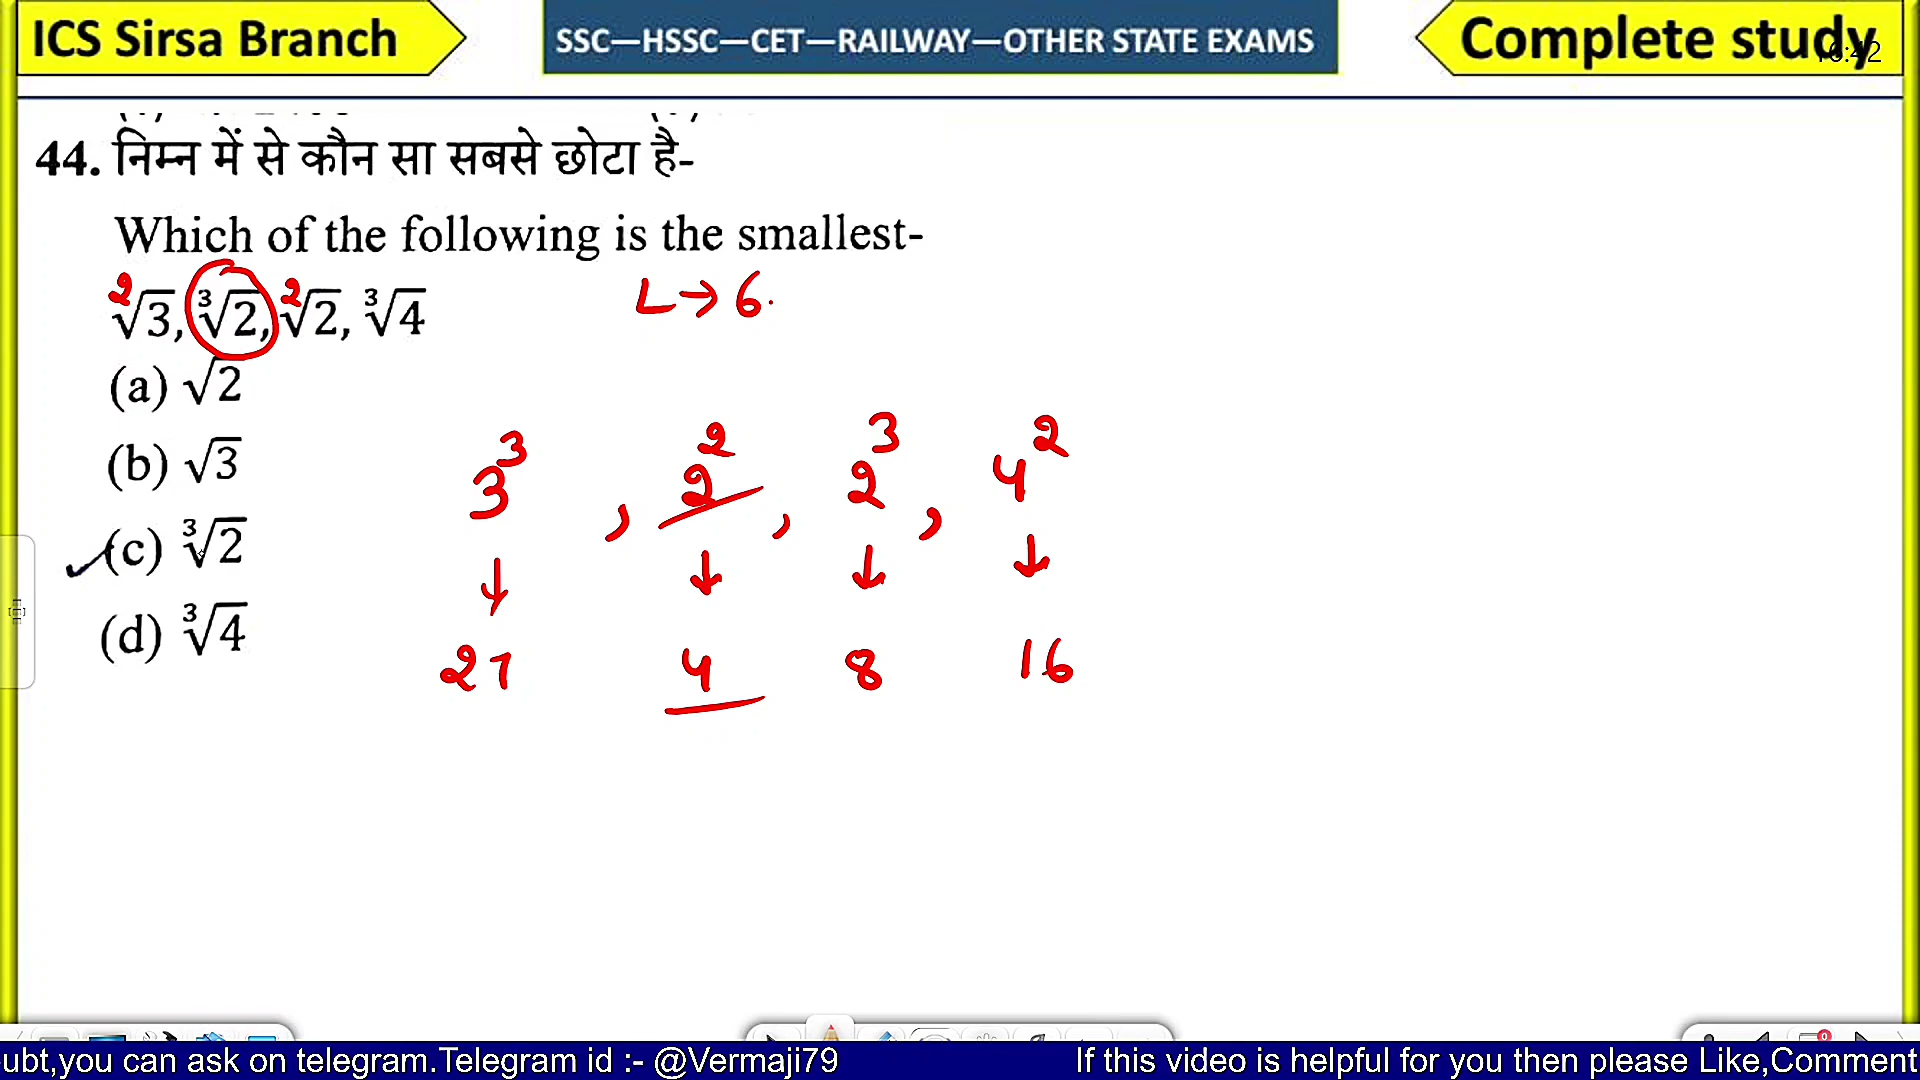 ICS Sirsa Branch
SSC—HSSC—CET—RAILWAY—OTHER STATE EXAMS
Complete study
16:42
44. निम्न में से कौन सा सबसे छोटा है-
Which of the following is the smallest-
²√3, ³√2, ²√2, ³√4
L → 6
(a) √2
(b) √3
(c) ³√2
(d) ³√4
3³ , 2² , 2³ , 4²
↓ ↓ ↓ ↓
27 4 8 16
ubt,you can ask on telegram.Telegram id :- @Vermaji79 If this video is helpful for you then please Like,Comment